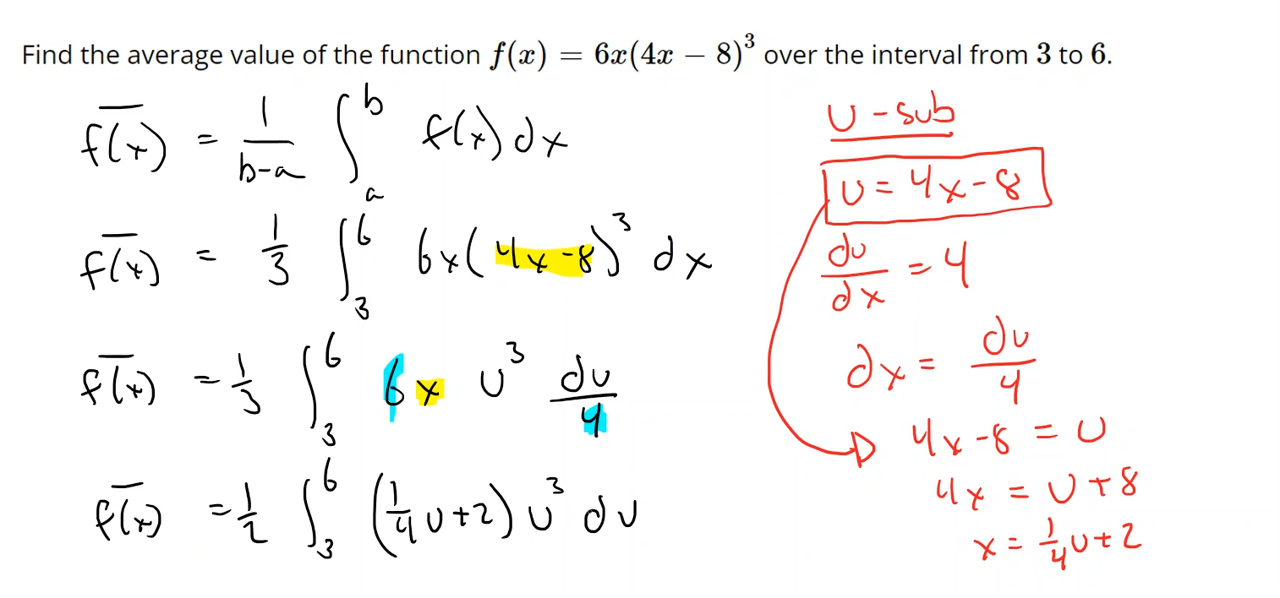 Find the average value of the function f(x) = 6x(4x − 8)³ over the interval from 3 to 6.
f̅(̅x̅)̅ = 1/(b-a) ∫ₐᵇ f(x) dx
f̅(̅x̅)̅ = 1/3 ∫₃⁶ 6x(4x-8)³ dx
f̅(̅x̅)̅ = 1/3 ∫₃⁶ 6x u³ du/4
f̅(̅x̅)̅ = 1/2 ∫₃⁶ (1/4 u+2) u³ du
u-sub
u = 4x-8
du/dx = 4
dx = du/4
4x-8 = u
4x = u+8
x = 1/4 u+2